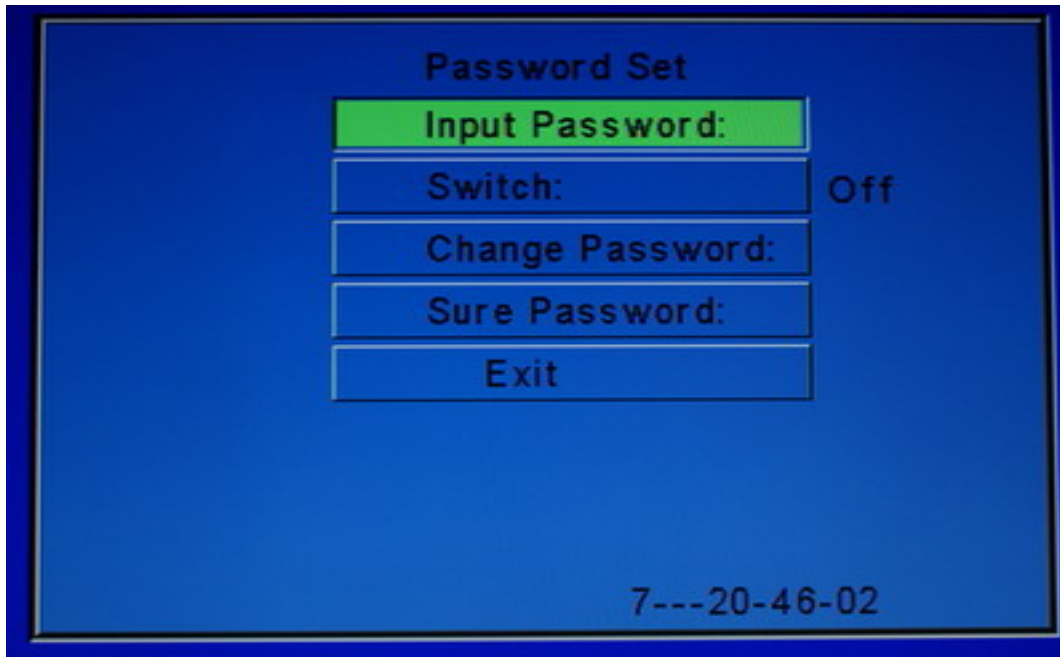 Password Set
Input Password:
Switch: Off
Change Password:
Sure Password:
Exit
7---20-46-02